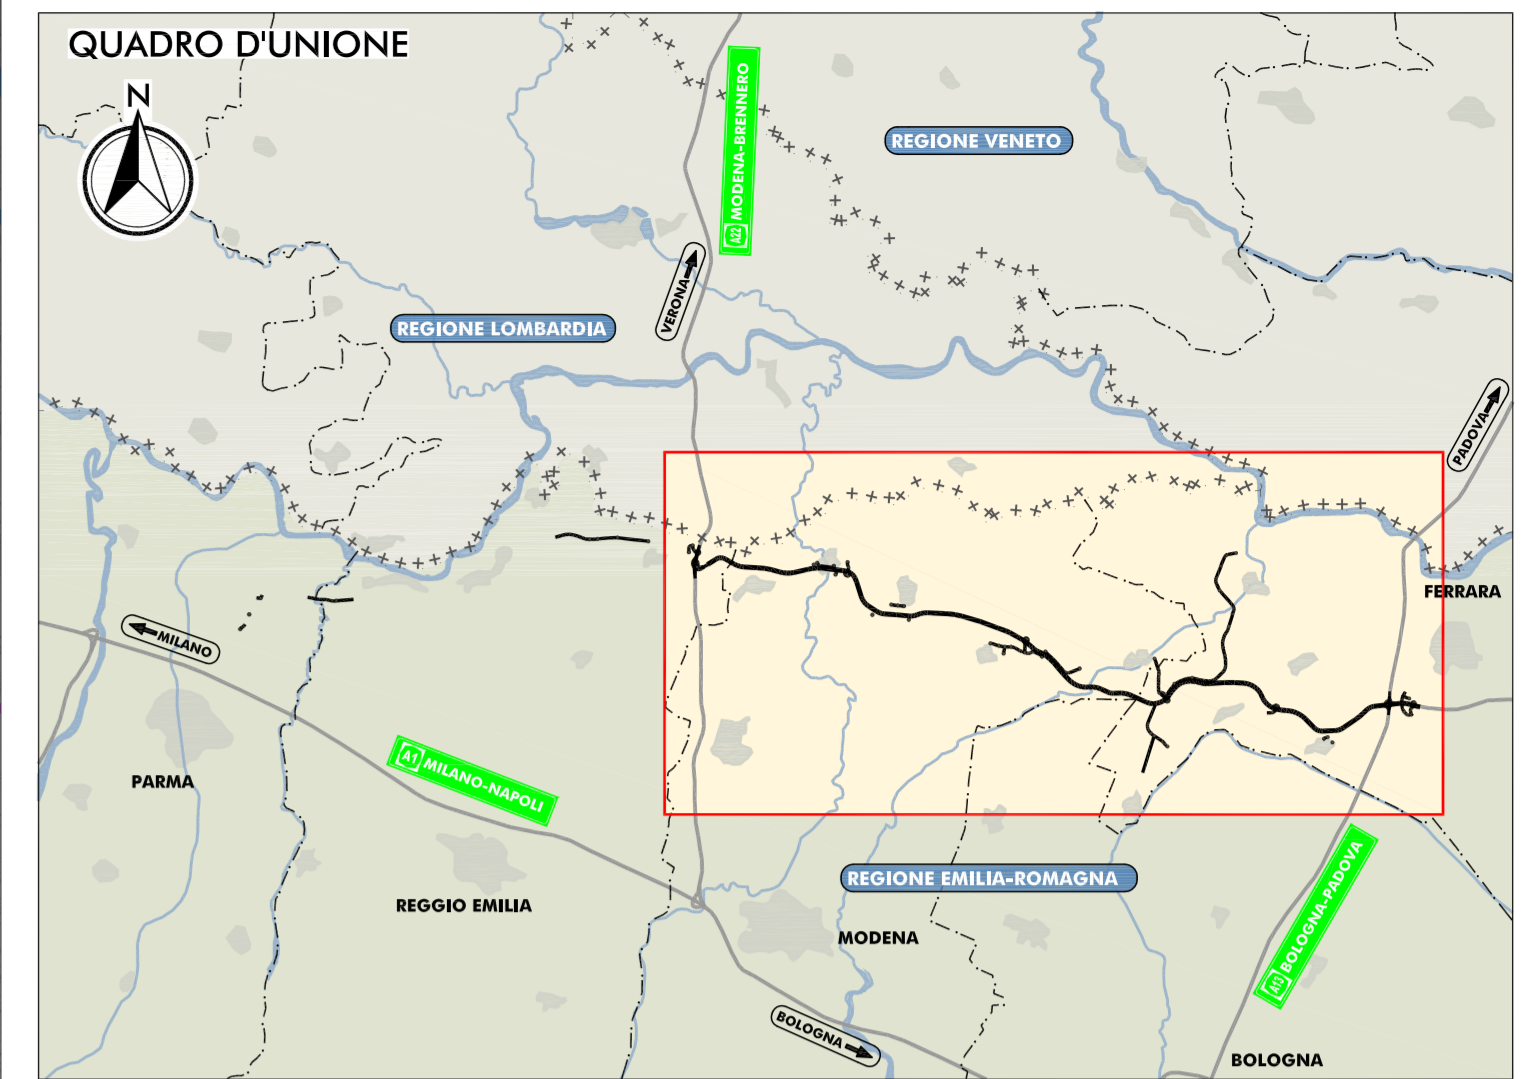 QUADRO D'UNIONE
N
A22 MODENA-BRENNERO
REGIONE VENETO
VERONA
REGIONE LOMBARDIA
PADOVA
FERRARA
MILANO
PARMA
A1 MILANO-NAPOLI
REGIONE EMILIA-ROMAGNA
REGGIO EMILIA
MODENA
A13 BOLOGNA-PADOVA
BOLOGNA
BOLOGNA